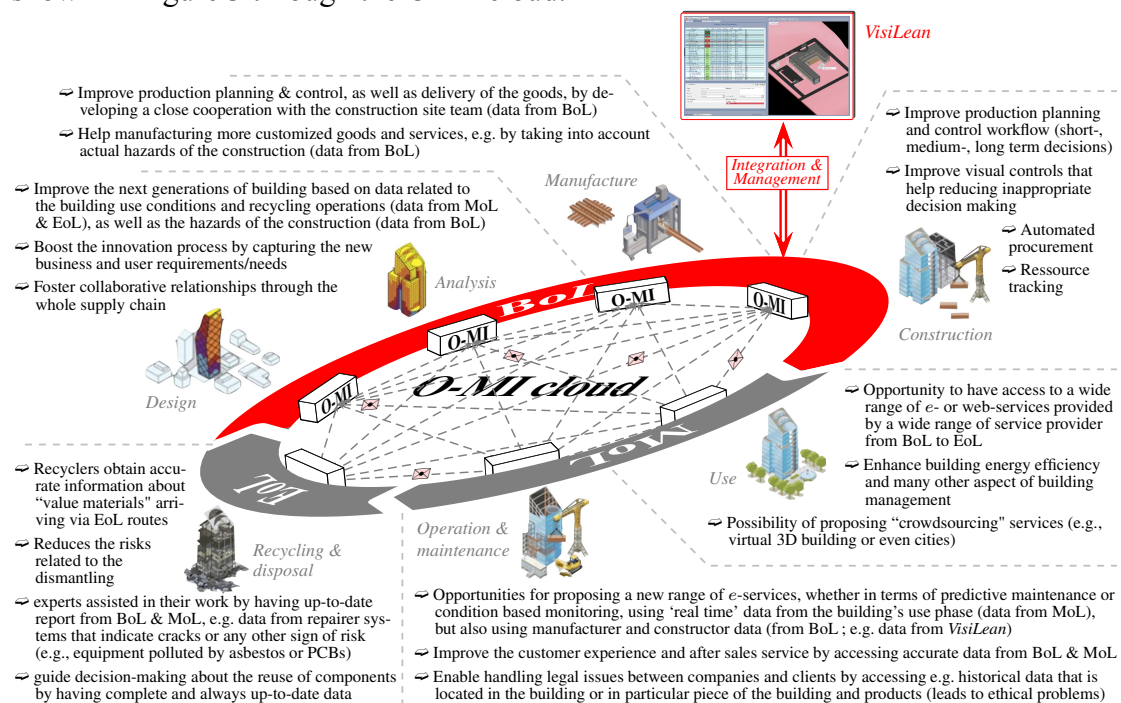 VisiLean
➫ Improve production planning & control, as well as delivery of the goods, by de-
veloping a close cooperation with the construction site team (data from BoL)
➫ Help manufacturing more customized goods and services, e.g. by taking into account
actual hazards of the construction (data from BoL)
➫ Improve production planning
and control workflow (short-,
medium-, long term decisions)
➫ Improve visual controls that
help reducing inappropriate
decision making
➫ Automated
procurement
➫ Ressource
tracking
Integration &
Management
Manufacture
➫ Improve the next generations of building based on data related to
the building use conditions and recycling operations (data from MoL
& EoL), as well as the hazards of the construction (data from BoL)
➫ Boost the innovation process by capturing the new
business and user requirements/needs
➫ Foster collaborative relationships through the
whole supply chain
Analysis
Construction
Design
BoL
O-MI
O-MI
O-MI
O-MI
O-MI cloud
MoL
EoL
➫ Opportunity to have access to a wide
range of e- or web-services provided
by a wide range of service provider
from BoL to EoL
➫ Enhance building energy efficiency
and many other aspect of building
management
➫ Possibility of proposing “crowdsourcing" services (e.g.,
virtual 3D building or even cities)
Use
➫ Recyclers obtain accu-
rate information about
“value materials" arri-
ving via EoL routes
➫ Reduces the risks
related to the
dismantling
➫ experts assisted in their work by having up-to-date
report from BoL & MoL, e.g. data from repairer sys-
tems that indicate cracks or any other sign of risk
(e.g., equipment polluted by asbestos or PCBs)
➫ guide decision-making about the reuse of components
by having complete and always up-to-date data
Recycling &
disposal
Operation &
maintenance
➫ Opportunities for proposing a new range of e-services, whether in terms of predictive maintenance or
condition based monitoring, using ‘real time’ data from the building’s use phase (data from MoL),
but also using manufacturer and constructor data (from BoL ; e.g. data from VisiLean)
➫ Improve the customer experience and after sales service by accessing accurate data from BoL & MoL
➫ Enable handling legal issues between companies and clients by accessing e.g. historical data that is
located in the building or in particular piece of the building and products (leads to ethical problems)